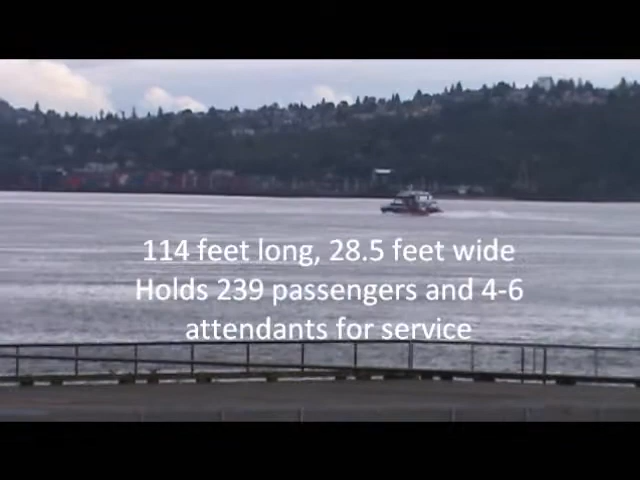 114 feet long, 28.5 feet wide
Holds 239 passengers and 4-6
attendants for service